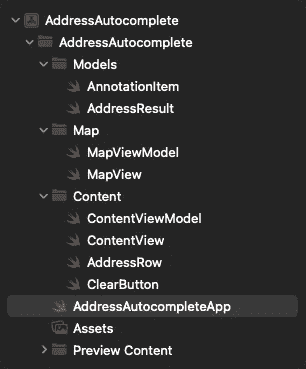 AddressAutocomplete
AddressAutocomplete
Models
AnnotationItem
AddressResult
Map
MapViewModel
MapView
Content
ContentViewModel
ContentView
AddressRow
ClearButton
AddressAutocompleteApp
Assets
Preview Content